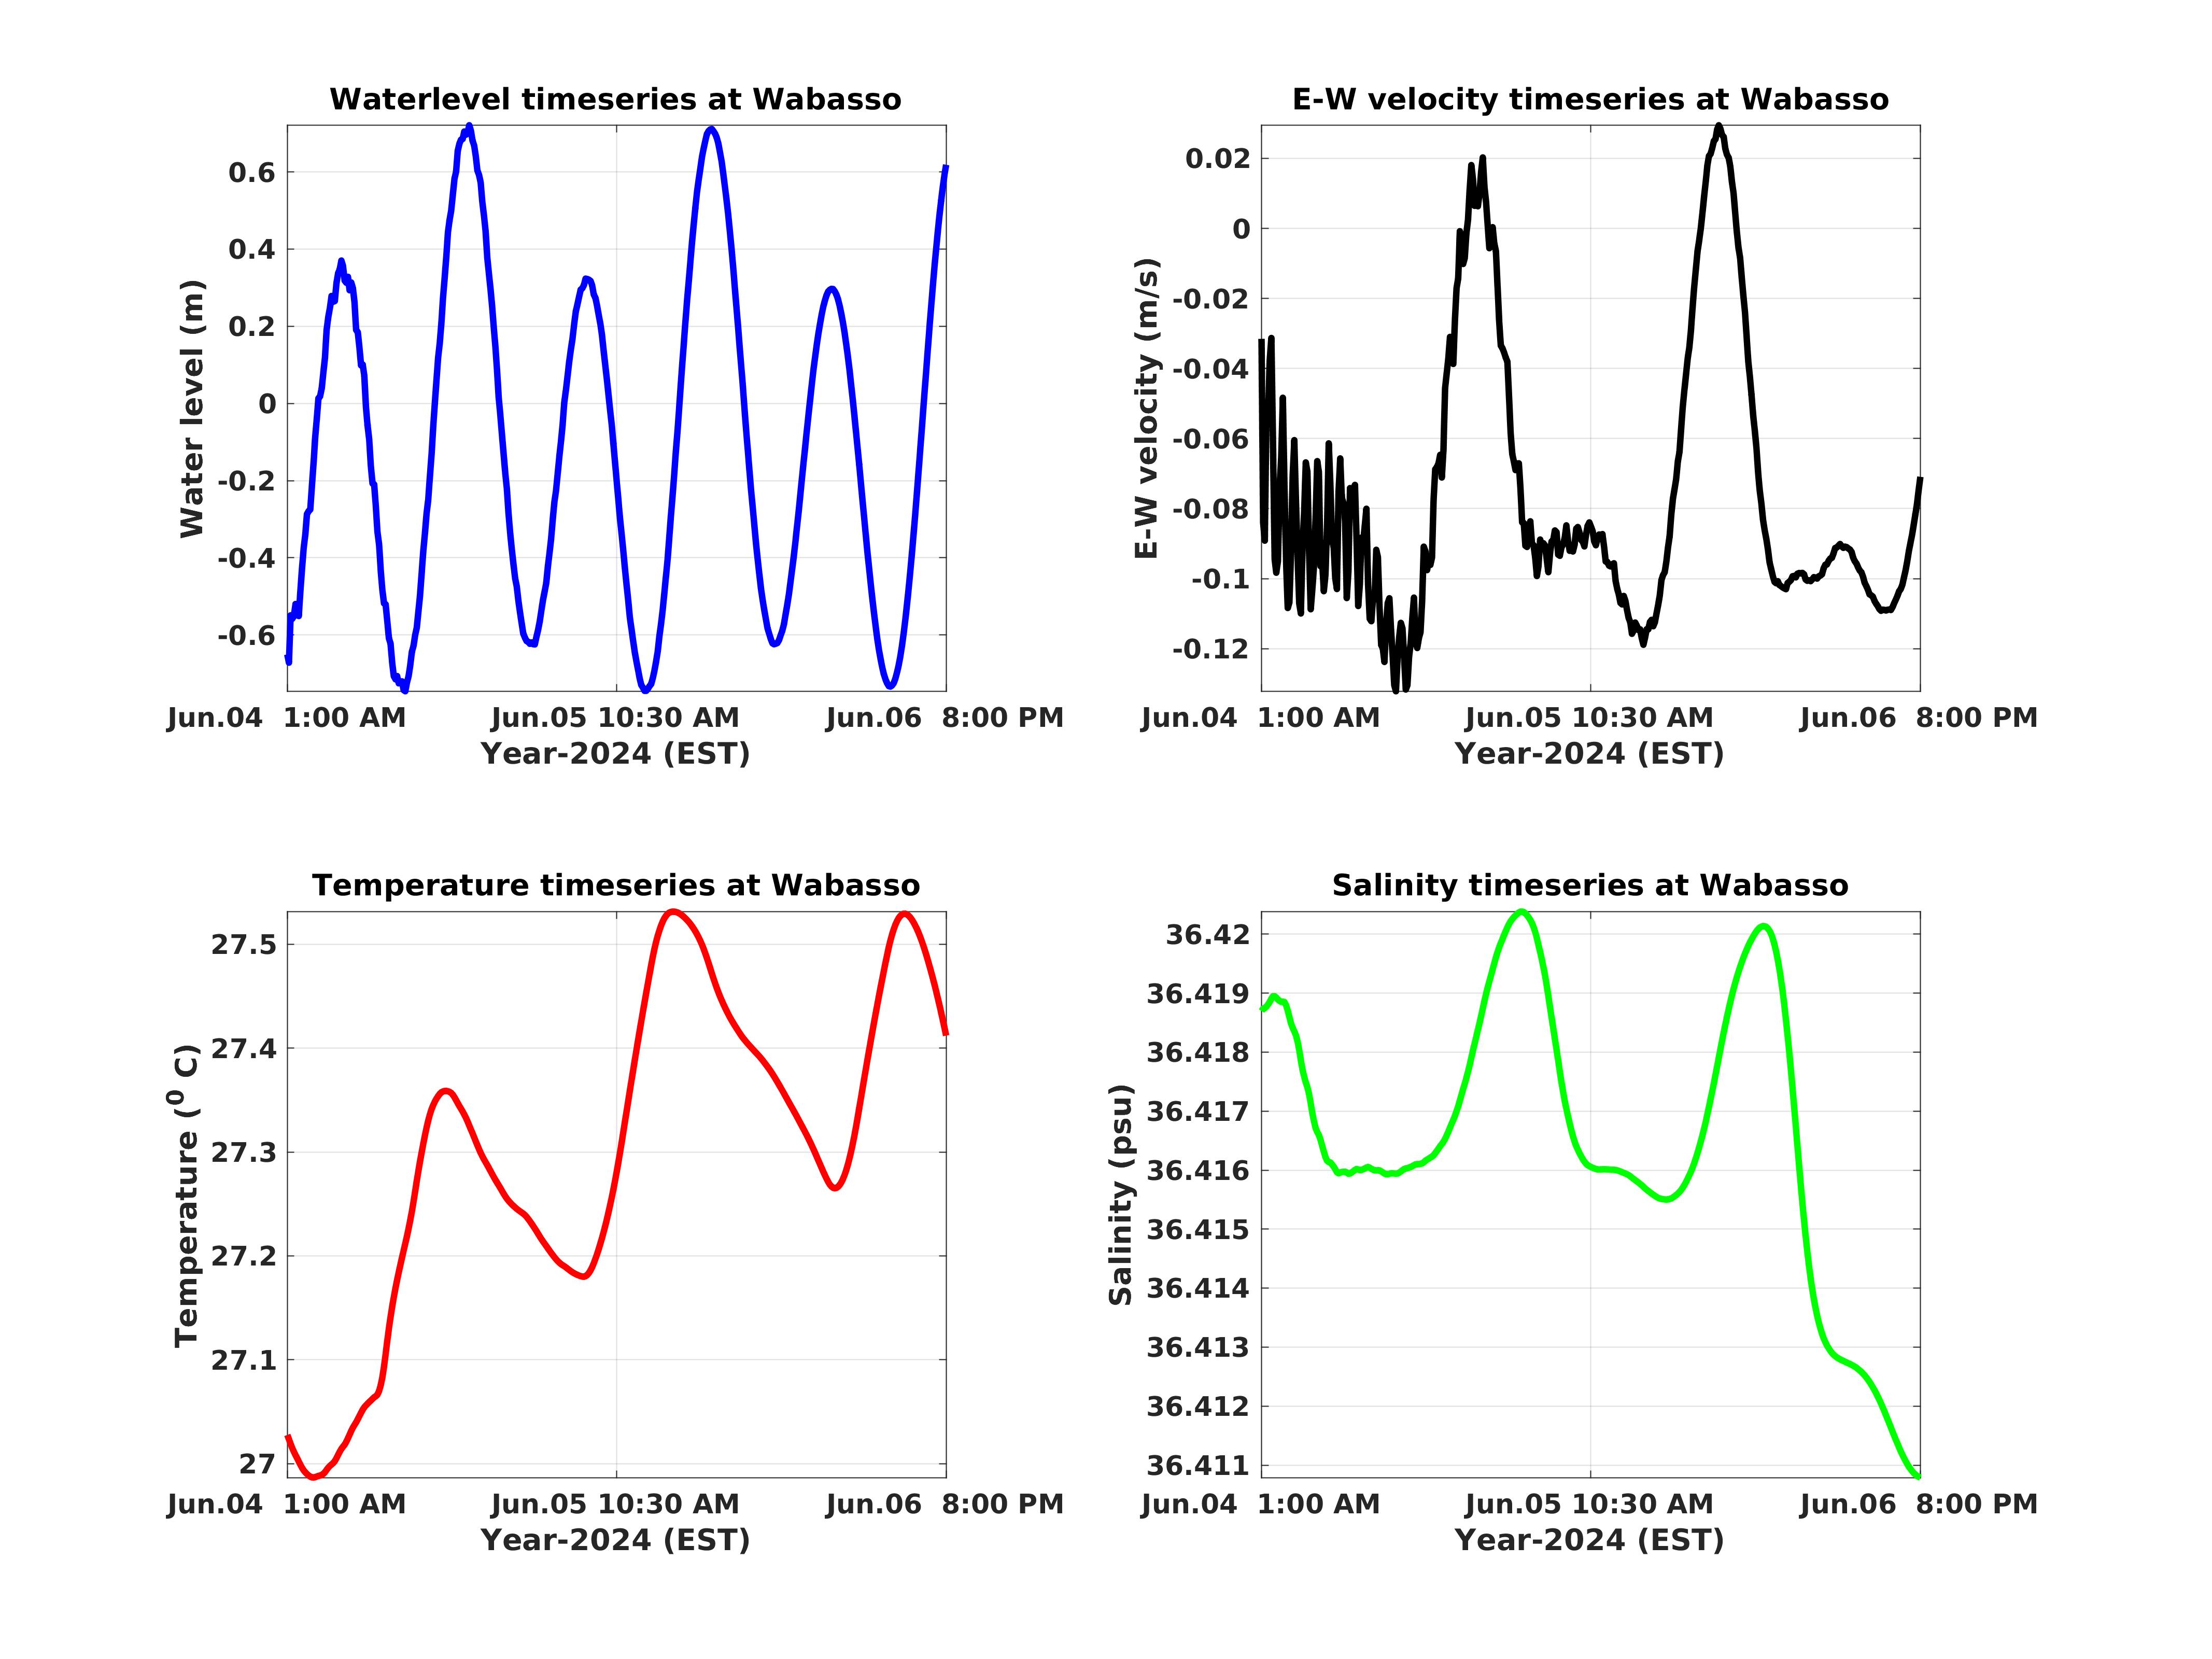 Waterlevel timeseries at Wabasso
0.6
0.4
0.2
0
-0.2
-0.4
-0.6
Water level (m)
Jun.04 1:00 AM Jun.05 10:30 AM Jun.06 8:00 PM
Year-2024 (EST)
E-W velocity timeseries at Wabasso
0.02
0
-0.02
-0.04
-0.06
-0.08
-0.1
-0.12
E-W velocity (m/s)
Jun.04 1:00 AM Jun.05 10:30 AM Jun.06 8:00 PM
Year-2024 (EST)
Temperature timeseries at Wabasso
27.5
27.4
27.3
27.2
27.1
27
Temperature (⁰ C)
Jun.04 1:00 AM Jun.05 10:30 AM Jun.06 8:00 PM
Year-2024 (EST)
Salinity timeseries at Wabasso
36.42
36.419
36.418
36.417
36.416
36.415
36.414
36.413
36.412
36.411
Salinity (psu)
Jun.04 1:00 AM Jun.05 10:30 AM Jun.06 8:00 PM
Year-2024 (EST)